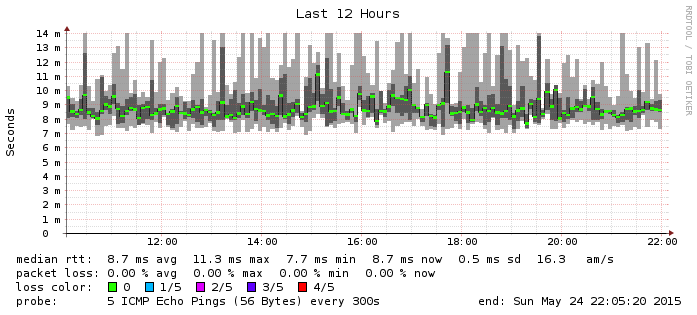 Last 12 Hours
RRDTOOL / TOBI OETIKER
Seconds
14 m
13 m
12 m
11 m
10 m
9 m
8 m
7 m
6 m
5 m
4 m
3 m
2 m
1 m
0
12:00 14:00 16:00 18:00 20:00 22:00
median rtt: 8.7 ms avg 11.3 ms max 7.7 ms min 8.7 ms now 0.5 ms sd 16.3 am/s
packet loss: 0.00 % avg 0.00 % max 0.00 % min 0.00 % now
loss color: 0 1/5 2/5 3/5 4/5
probe: 5 ICMP Echo Pings (56 Bytes) every 300s end: Sun May 24 22:05:20 2015